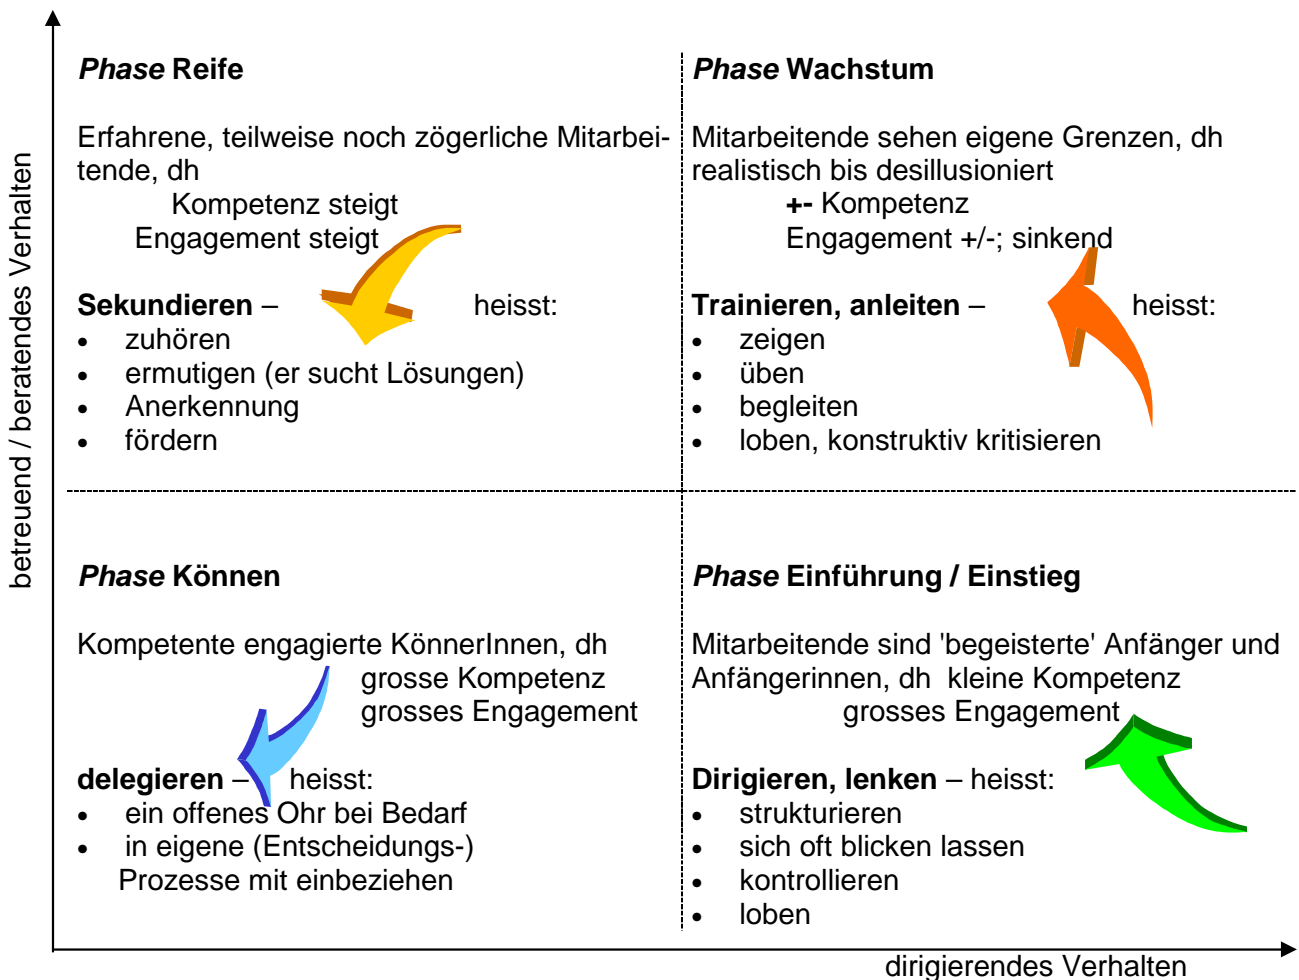 betreuend / beratendes Verhalten
Phase Reife
Erfahrene, teilweise noch zögerliche Mitarbei-
tende, dh
Kompetenz steigt
Engagement steigt
Sekundieren – heisst:
• zuhören
• ermutigen (er sucht Lösungen)
• Anerkennung
• fördern
Phase Wachstum
Mitarbeitende sehen eigene Grenzen, dh
realistisch bis desillusioniert
+- Kompetenz
Engagement +/-; sinkend
Trainieren, anleiten – heisst:
• zeigen
• üben
• begleiten
• loben, konstruktiv kritisieren
Phase Können
Kompetente engagierte KönnerInnen, dh
grosse Kompetenz
grosses Engagement
delegieren – heisst:
• ein offenes Ohr bei Bedarf
• in eigene (Entscheidungs-)
Prozesse mit einbeziehen
Phase Einführung / Einstieg
Mitarbeitende sind 'begeisterte' Anfänger und
Anfängerinnen, dh kleine Kompetenz
grosses Engagement
Dirigieren, lenken – heisst:
• strukturieren
• sich oft blicken lassen
• kontrollieren
• loben
dirigierendes Verhalten